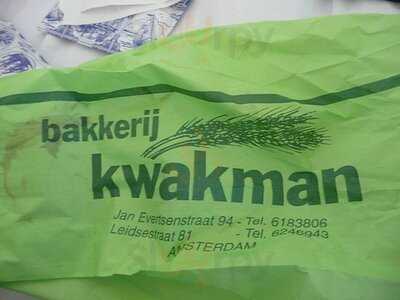 bakkerij
kwakman
Jan Evertsenstraat 94 - Tel. 6183806
Leidsestraat 81 - Tel. 6246943
AMSTERDAM